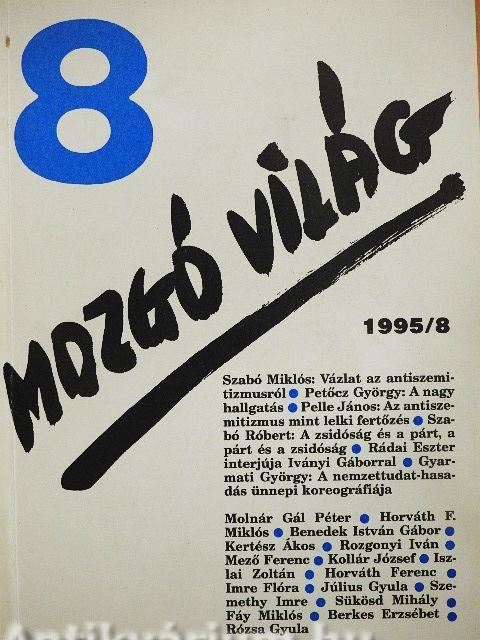 8
MOZGÓ VILÁG
1995/8
Szabó Miklós: Vázlat az antiszemi-
tizmusról ● Petőcz György: A nagy
hallgatás ● Pelle János: Az antisze-
mitizmus mint lelki fertőzés ● Sza-
bó Róbert: A zsidóság és a párt, a
párt és a zsidóság ● Rádai Eszter
interjúja Iványi Gáborral ● Gyar-
mati György: A nemzettudat-hasa-
dás ünnepi koreográfiája
Molnár Gál Péter ● Horváth F.
Miklós ● Benedek István Gábor ●
Kertész Ákos ● Rozgonyi Iván ●
Mező Ferenc ● Kollár József ● Isz-
lai Zoltán ● Horváth Ferenc ●
Imre Flóra ● Július Gyula ● Sze-
methy Imre ● Sükösd Mihály ●
Fáy Miklós ● Berkes Erzsébet ●
Rózsa Gyula